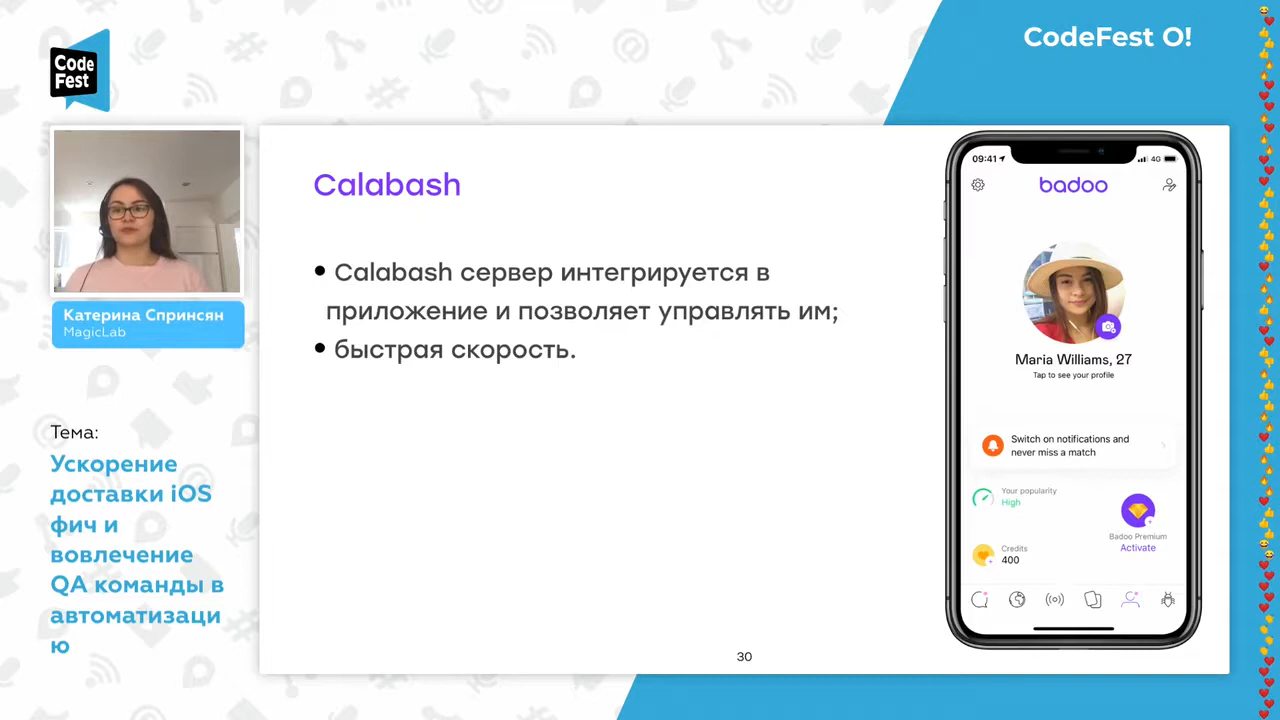 Code
Fest
CodeFest O!
Катерина Спринсян
MagicLab
Тема:
Ускорение
доставки iOS
фич и
вовлечение
QA команды в
автоматизаци
ю
Calabash
• Calabash сервер интегрируется в
приложение и позволяет управлять им;
• быстрая скорость.
30
09:41
4G
badoo
Maria Williams, 27
Tap to see your profile
Switch on notifications and
never miss a match
Your popularity
High
Badoo Premium
Activate
Credits
400